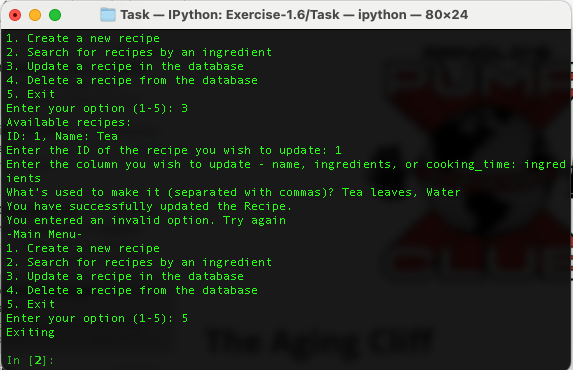 Task — IPython: Exercise-1.6/Task — ipython — 80×24
1. Create a new recipe
2. Search for recipes by an ingredient
3. Update a recipe in the database
4. Delete a recipe from the database
5. Exit
Enter your option (1-5): 3
Available recipes:
ID: 1, Name: Tea
Enter the ID of the recipe you wish to update: 1
Enter the column you wish to update - name, ingredients, or cooking_time: ingred
ients
What's used to make it (separated with commas)? Tea leaves, Water
You have successfully updated the Recipe.
You entered an invalid option. Try again
-Main Menu-
1. Create a new recipe
2. Search for recipes by an ingredient
3. Update a recipe in the database
4. Delete a recipe from the database
5. Exit
Enter your option (1-5): 5
Exiting
The Aging Cliff
In [2]: